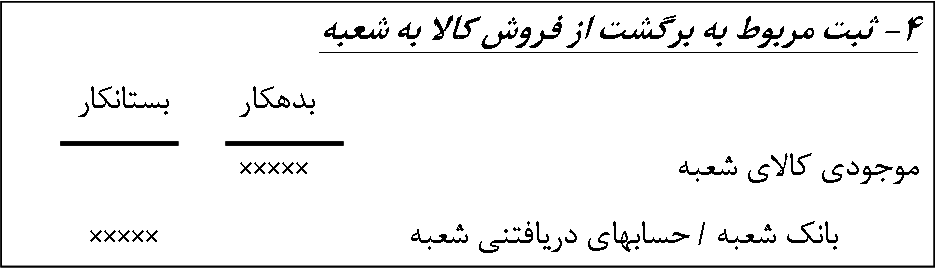 ۴- ثبت مربوط به برگشت از فروش کالا به شعبه
بدهکار بستانکار
موجودی کالای شعبه ×××××
بانک شعبه / حسابهای دریافتنی شعبه ×××××